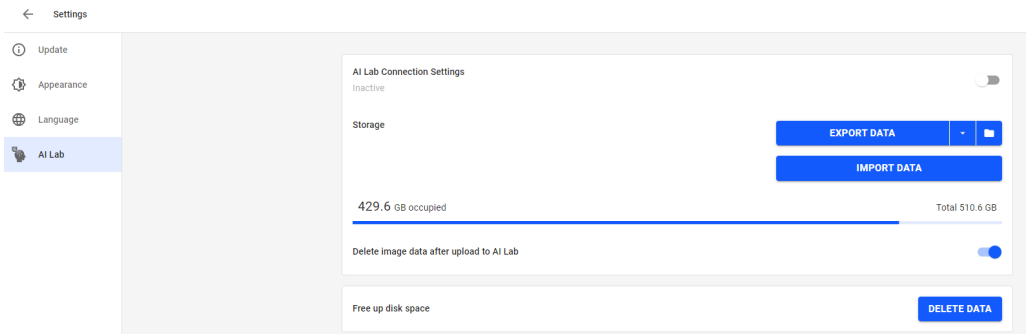 Settings
Update
Appearance
Language
AI Lab
AI Lab Connection Settings
Inactive
Storage
EXPORT DATA
IMPORT DATA
429.6 GB occupied
Total 510.6 GB
Delete image data after upload to AI Lab
Free up disk space
DELETE DATA